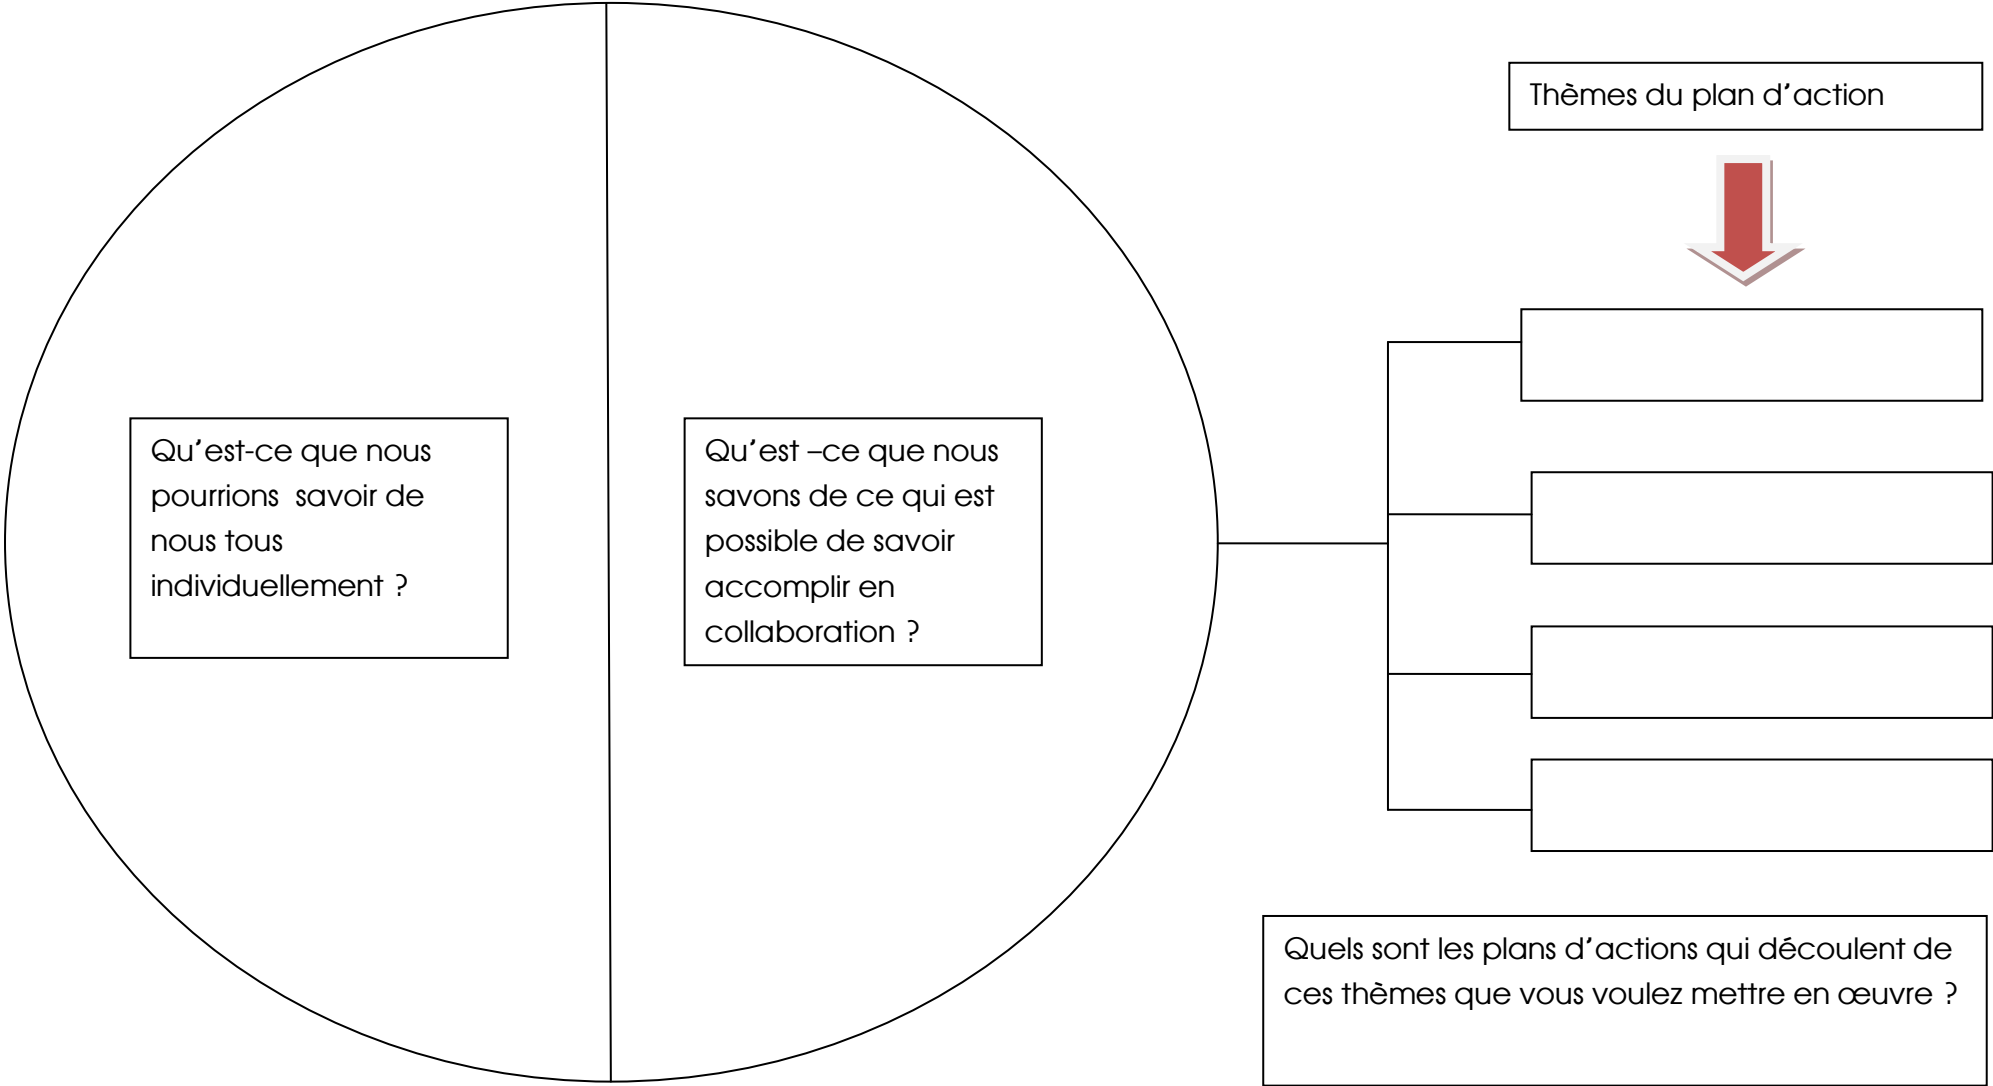 Thèmes du plan d’action
Qu’est-ce que nous
pourrions  savoir de
nous tous
individuellement ?
Qu’est –ce que nous
savons de ce qui est
possible de savoir
accomplir en
collaboration ?
Quels sont les plans d’actions qui découlent de
ces thèmes que vous voulez mettre en œuvre ?